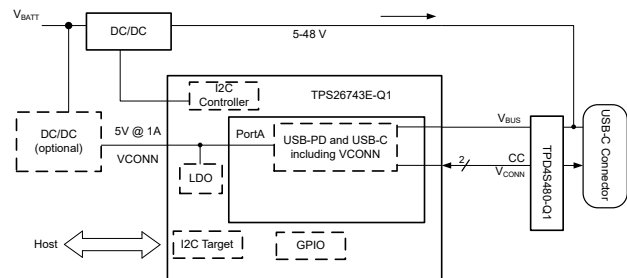 VBATT
DC/DC
5-48 V
I2C
Controller
TPS26743E-Q1
DC/DC
(optional)
5V @ 1A
VCONN
LDO
PortA
USB-PD and USB-C
including VCONN
VBUS
2
CC
VCONN
TPD4S480-Q1
USB-C Connector
Host
I2C Target
GPIO